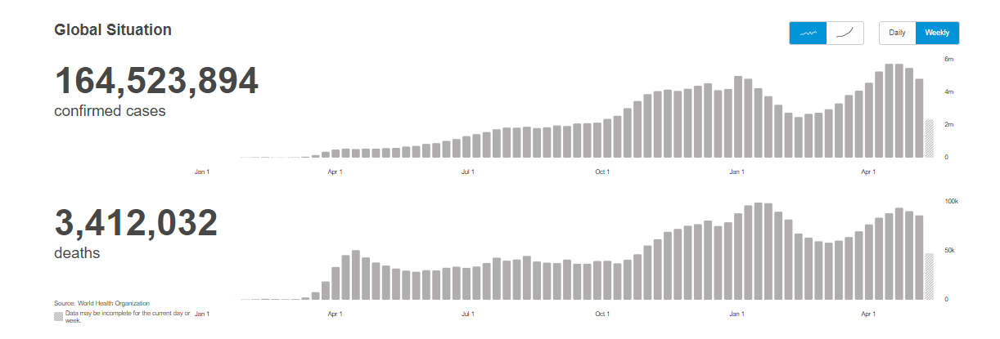 Global Situation
Daily
Weekly
164,523,894
confirmed cases
6m
4m
2m
0
Jan 1
Apr 1
Jul 1
Oct 1
Jan 1
Apr 1
3,412,032
deaths
100k
50k
0
Source: World Health Organization
Data may be incomplete for the current day or
week.
Jan 1
Apr 1
Jul 1
Oct 1
Jan 1
Apr 1